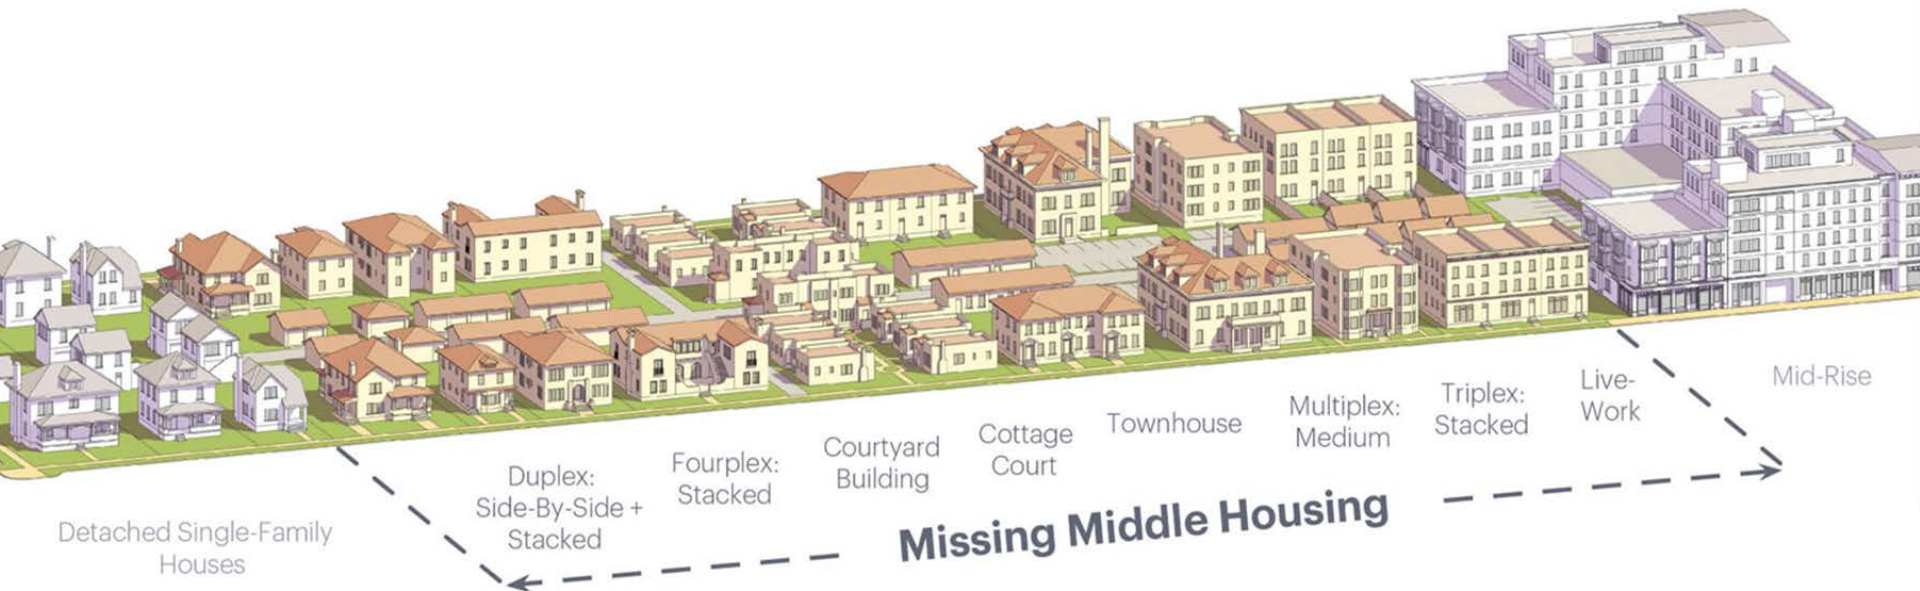 Detached Single-Family
Houses
Duplex:
Side-By-Side +
Stacked
Fourplex:
Stacked
Courtyard
Building
Cottage
Court
Townhouse
Multiplex:
Medium
Triplex:
Stacked
Live-
Work
Mid-Rise
Missing Middle Housing